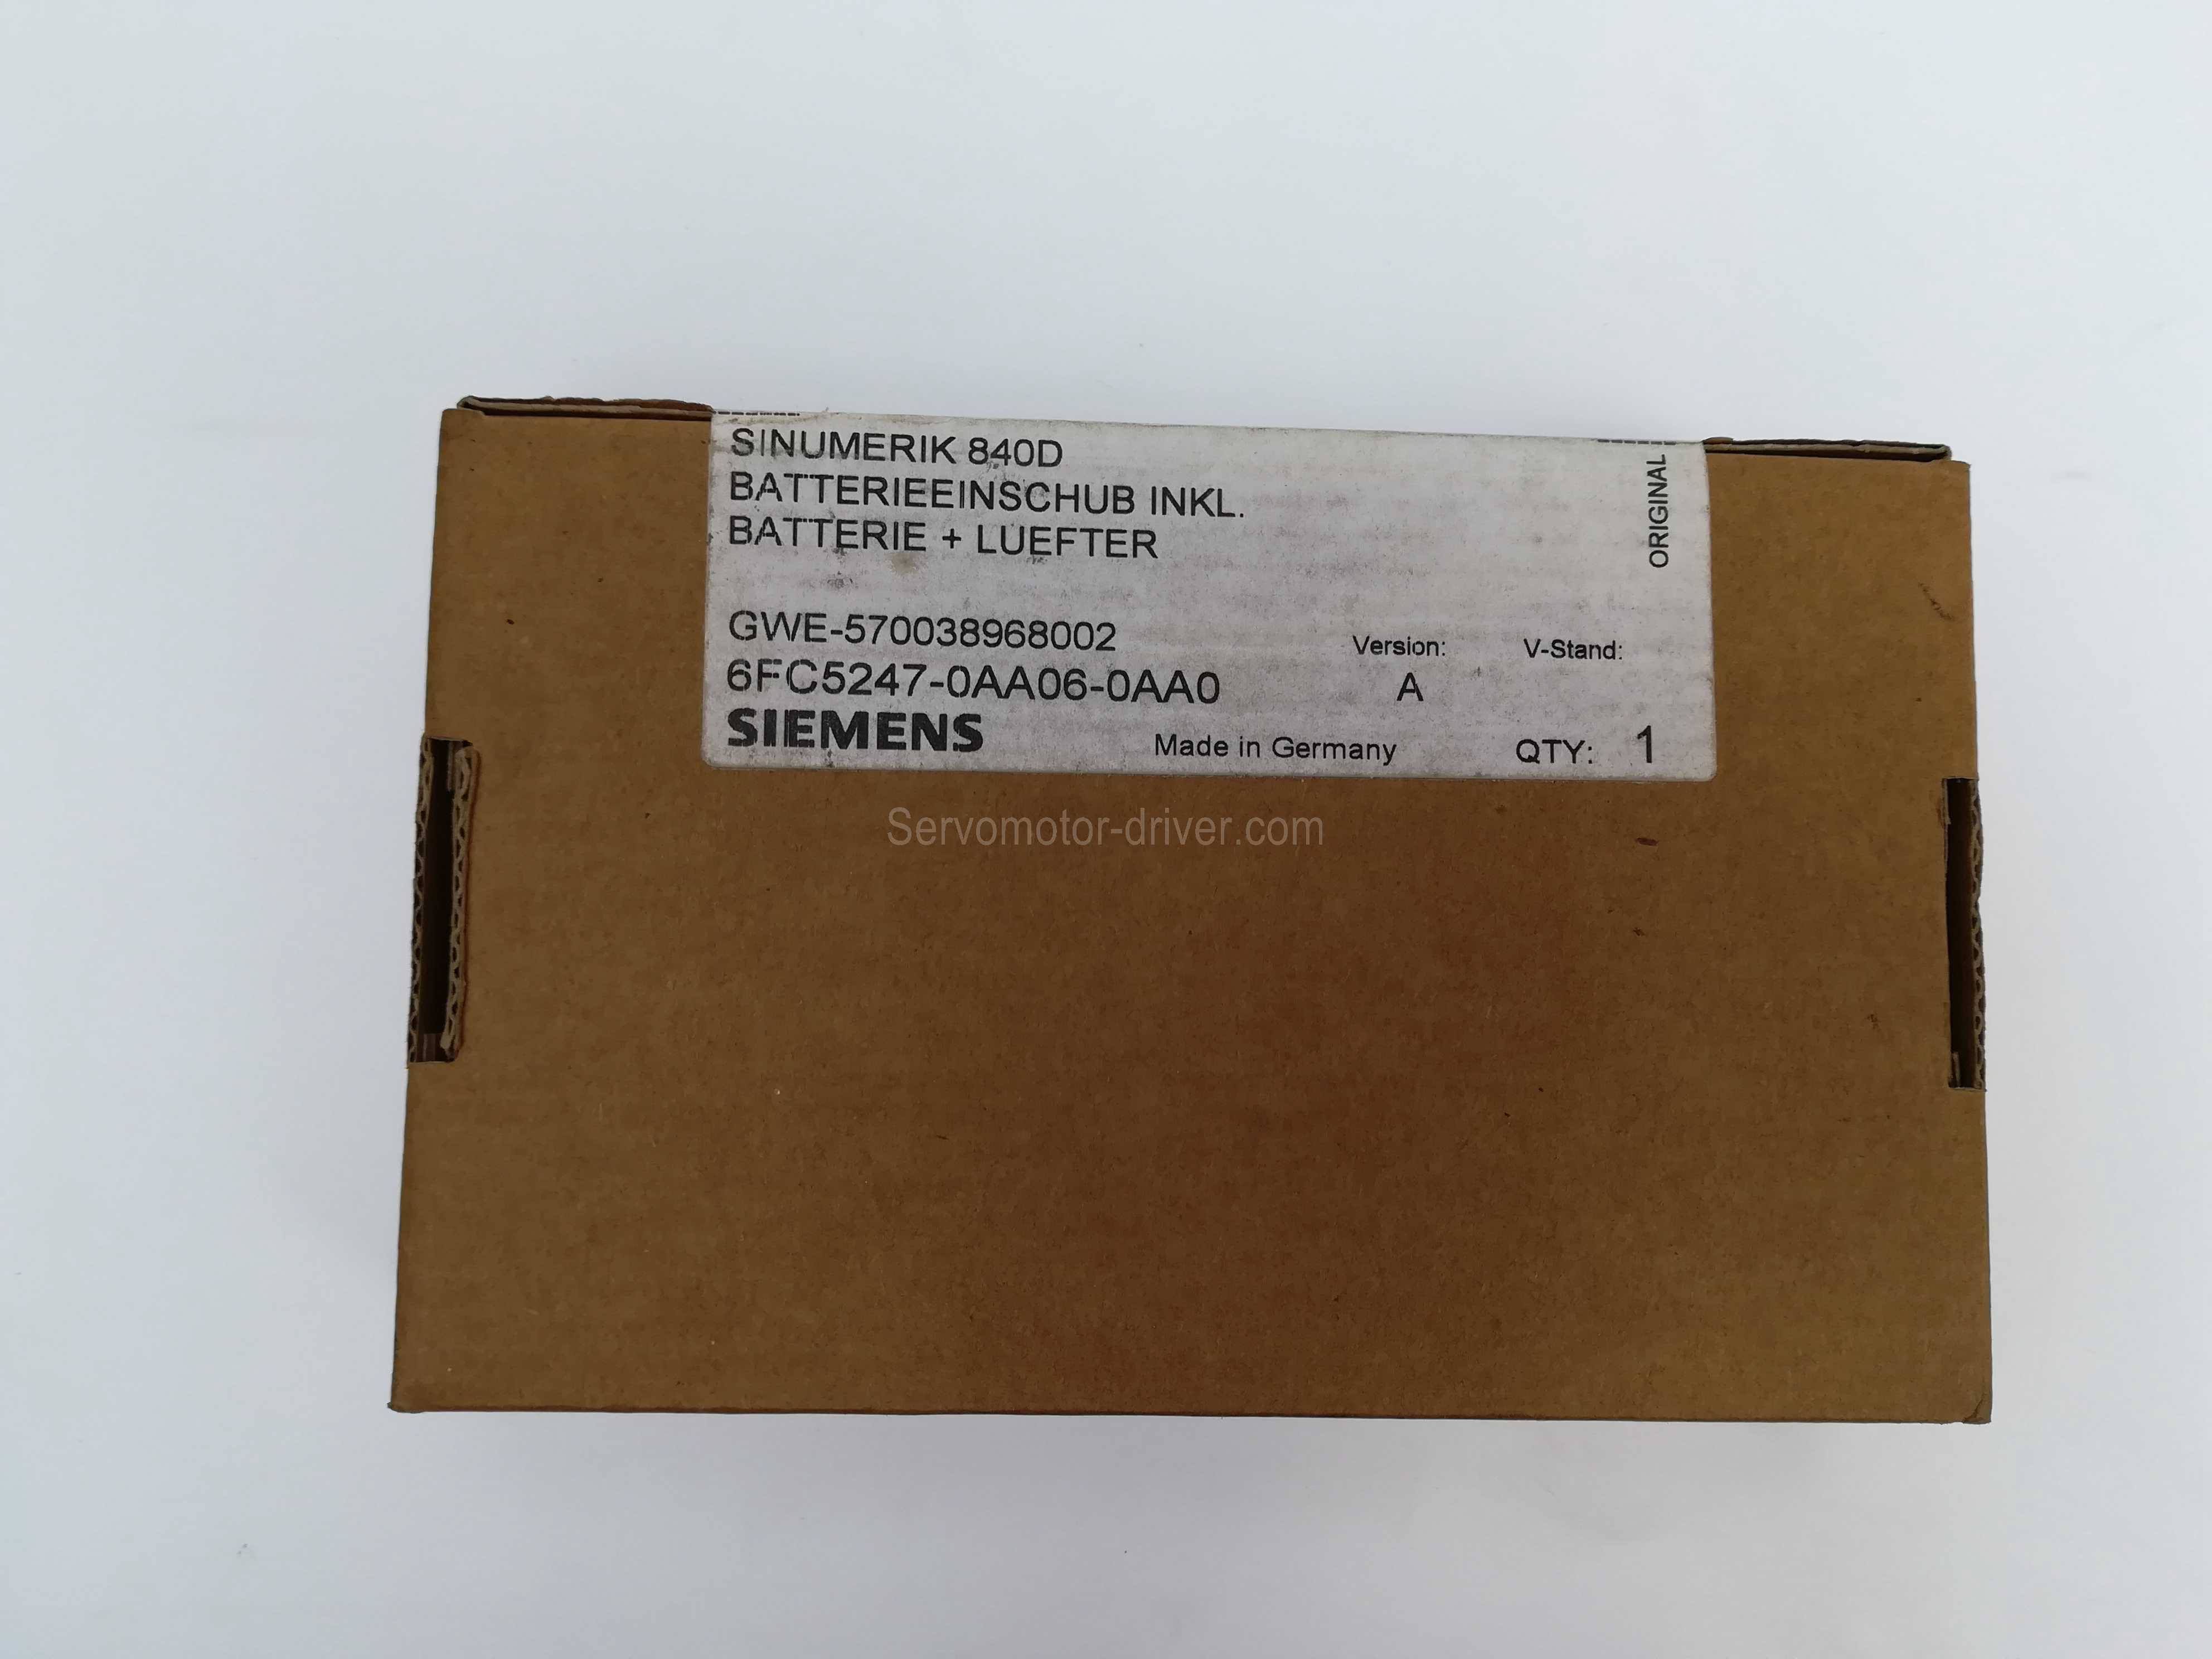 SINUMERIK 840D
BATTERIEEINSCHUB INKL.
BATTERIE + LUEFTER
ORIGINAL
GWE-570038968002
Version:
V-Stand:
6FC5247-0AA06-0AA0
A
SIEMENS
Made in Germany
QTY: 1
Servomotor-driver.com